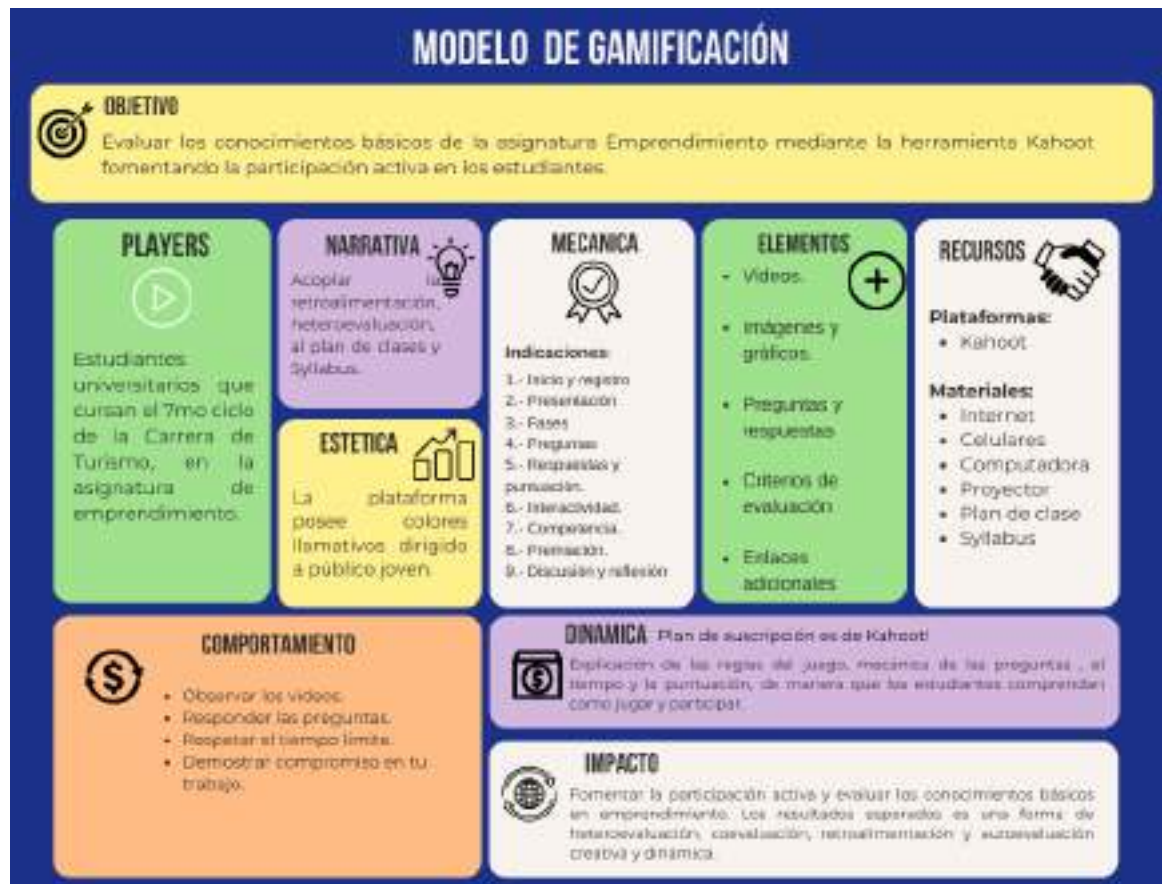 MODELO DE GAMIFICACIÓN
OBJETIVO
Evaluar los conocimientos básicos de la asignatura Emprendimiento mediante la herramienta Kahoot
fomentando la participación activa en los estudiantes.
PLAYERS
Estudiantes
universitarios que
cursan el 7mo ciclo
de la Carrera de
Turismo, en la
asignatura de
emprendimiento.
NARRATIVA
Acoplar la
retroalimentación,
heteroevaluación,
al plan de clases y
Syllabus.
ESTETICA
La plataforma
posee colores
llamativos dirigido
a público joven.
MECANICA
Indicaciones
1.- Inicio y registro
2.- Presentación
3.- Fases
4.- Preguntas
5.- Respuestas y
puntuación.
6.- Interactividad.
7.- Competencia.
8.- Premiación.
9.- Discusión y reflexión
ELEMENTOS
• Videos.
• Imágenes y
gráficos.
• Preguntas y
respuestas
• Criterios de
evaluación
• Enlaces
adicionales
RECURSOS
Plataformas:
• Kahoot
Materiales:
• Internet
• Celulares
• Computadora
• Proyector
• Plan de clase
• Syllabus
COMPORTAMIENTO
• Observar los videos.
• Responder las preguntas.
• Respetar el tiempo límite.
• Demostrar compromiso en tu
trabajo.
DINAMICA Plan de suscripción es de Kahoot!
Explicación de las reglas del juego, mecánica de las preguntas , el
tiempo y la puntuación, de manera que los estudiantes comprendan
como jugar y participar.
IMPACTO
Fomentar la participación activa y evaluar los conocimientos básicos
en emprendimiento. Los resultados esperados es una forma de
heteroevaluación, coevaluación, retroalimentación y autoevaluación
creativa y dinámica.